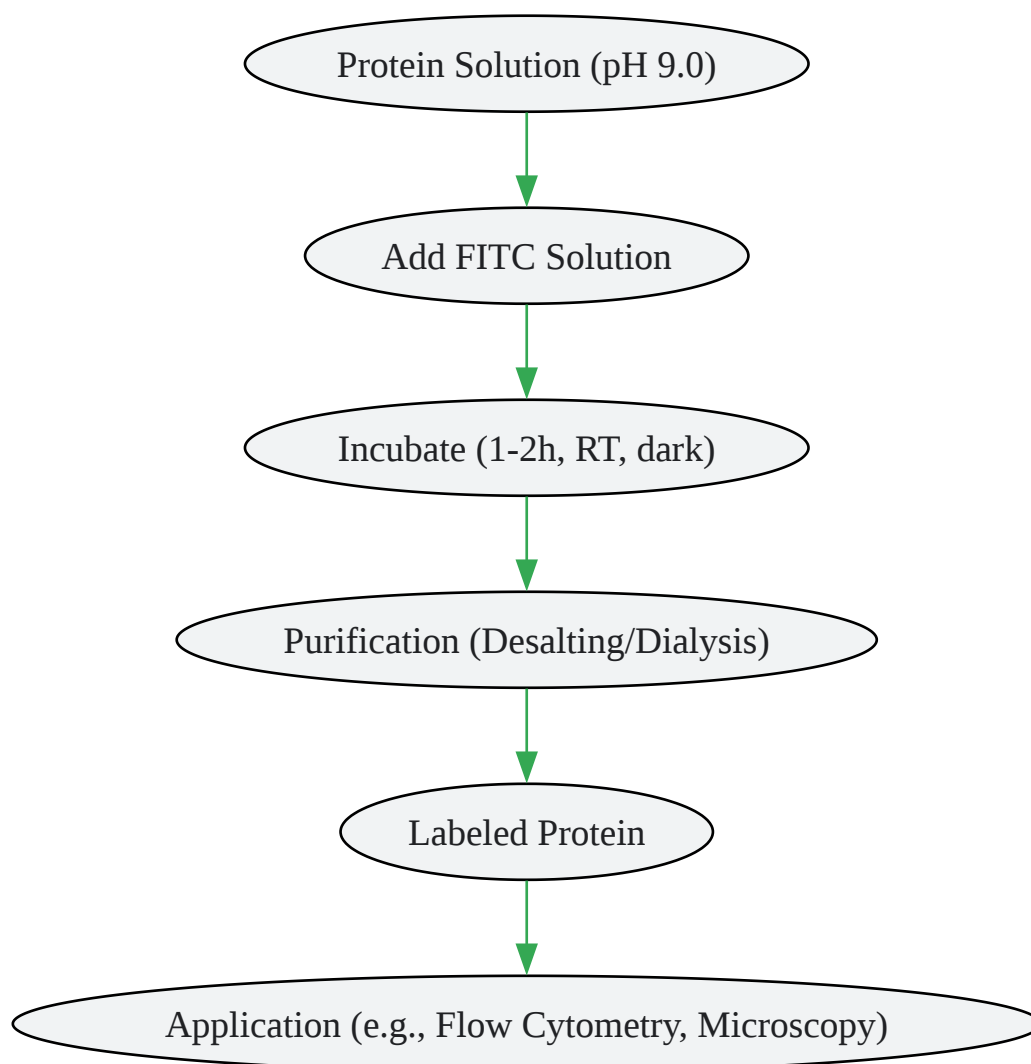 Protein Solution (pH 9.0)
Add FITC Solution
Incubate (1-2h, RT, dark)
Purification (Desalting/Dialysis)
Labeled Protein
Application (e.g., Flow Cytometry, Microscopy)